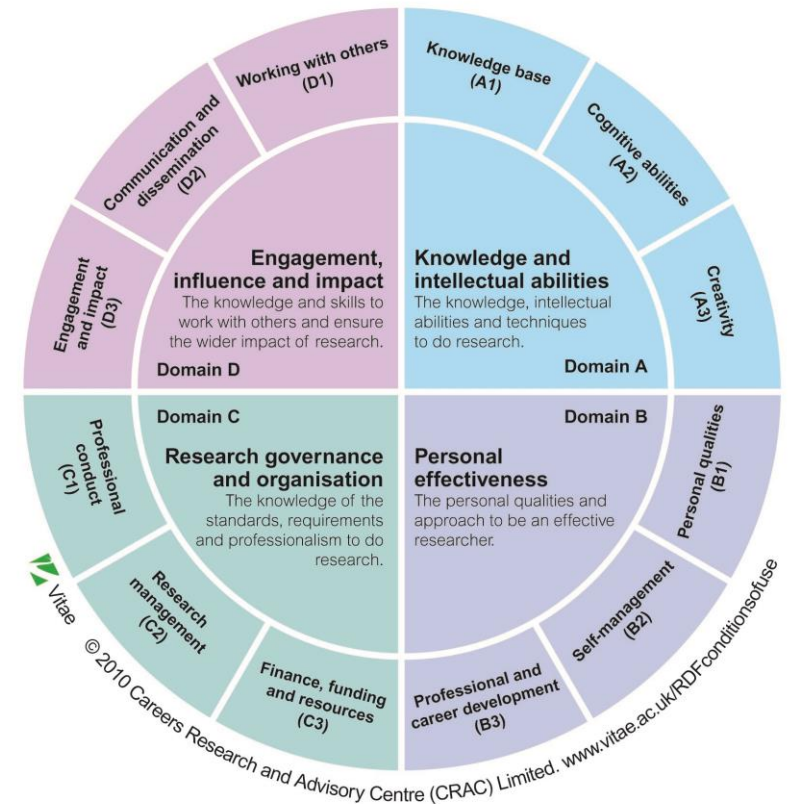 Knowledge base
(A1)
Cognitive abilities
(A2)
Creativity
(A3)
Knowledge and
intellectual abilities
The knowledge, intellectual
abilities and techniques
to do research.
Domain A
Domain B
Personal
effectiveness
The personal qualities and
approach to be an effective
researcher.
Personal qualities
(B1)
Self-management
(B2)
Professional and
career development
(B3)
Domain C
Research governance
and organisation
The knowledge of the
standards, requirements
and professionalism to do
research.
Professional
conduct
(C1)
Research
management
(C2)
Finance, funding
and resources
(C3)
Engagement,
influence and impact
The knowledge and skills to
work with others and ensure
the wider impact of research.
Domain D
Working with others
(D1)
Communication and
dissemination
(D2)
Engagement
and impact
(D3)
Vitae
© 2010 Careers Research and Advisory Centre (CRAC) Limited. www.vitae.ac.uk/RDFconditionsofuse